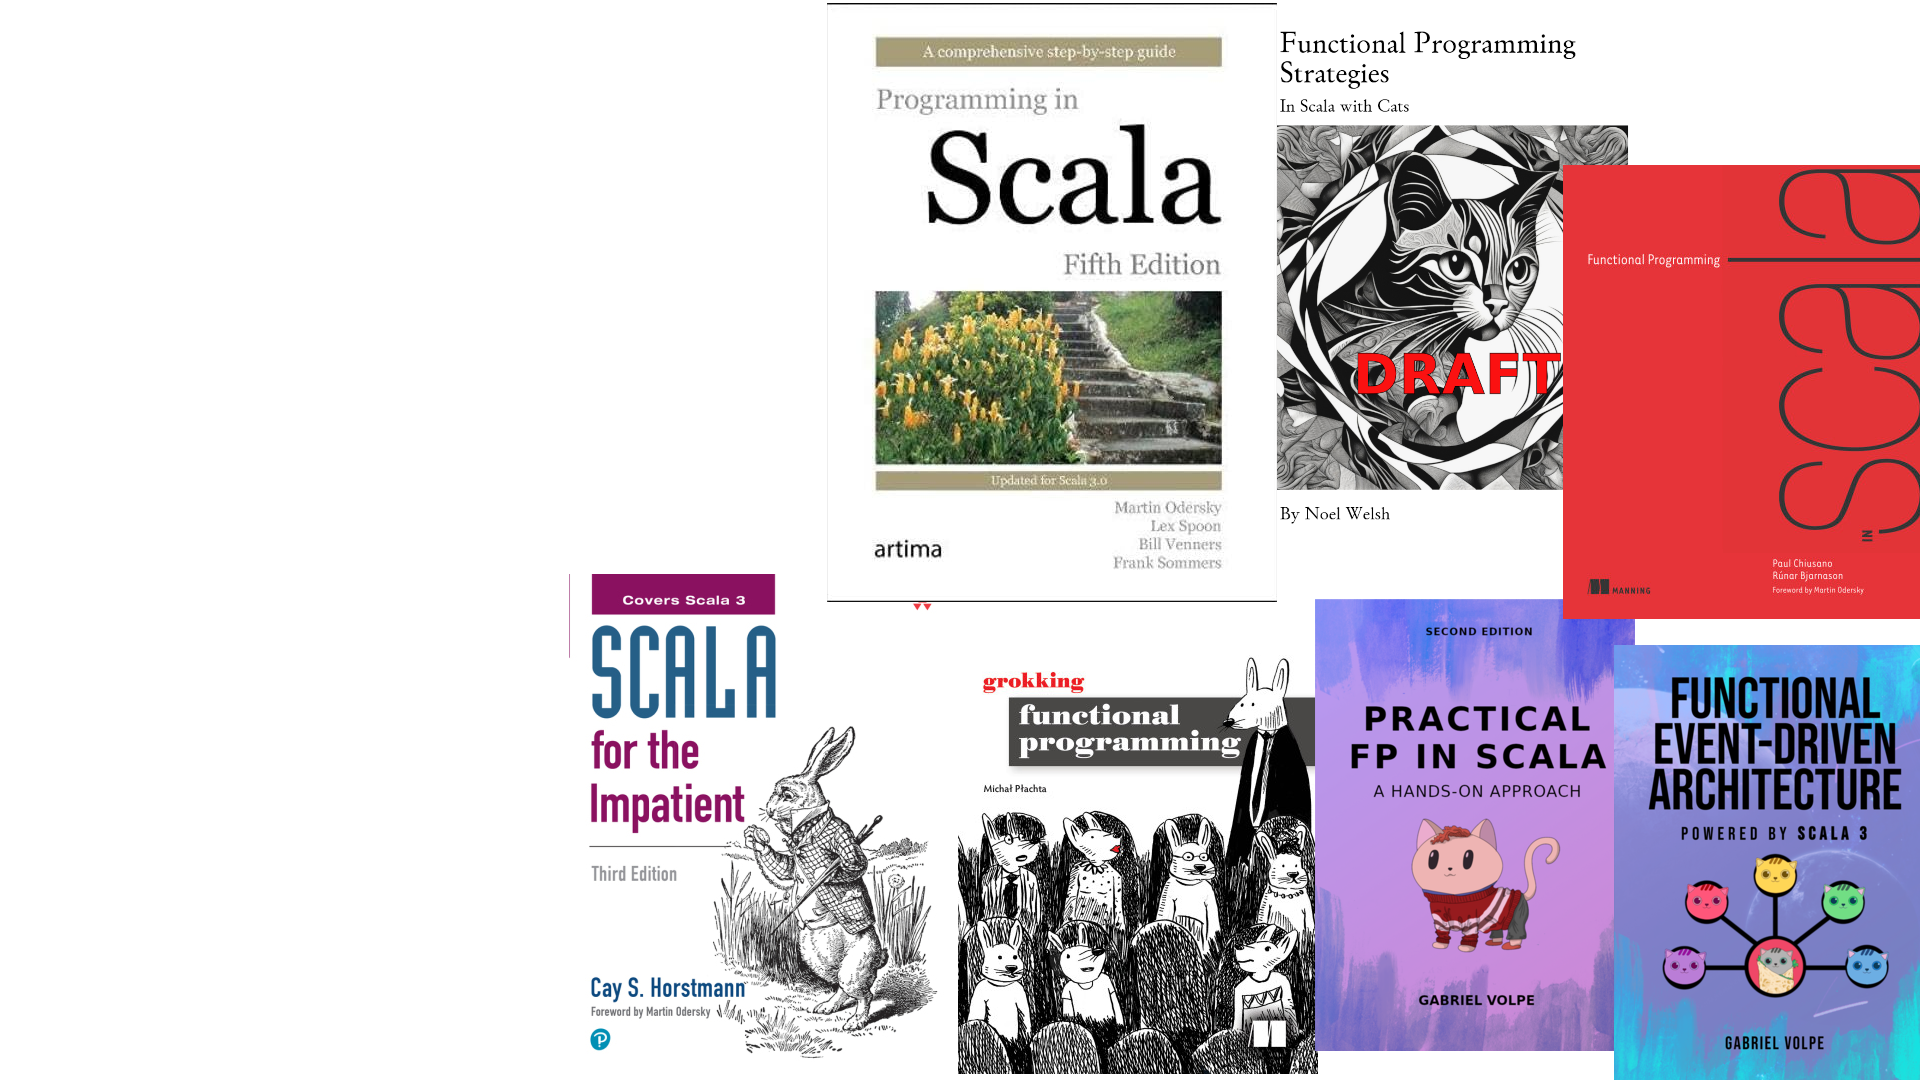 A comprehensive step-by-step guide
Programming in
Scala
Fifth Edition
Updated for Scala 3.0
Martin Odersky
Lex Spoon
Bill Venners
Frank Sommers
artima
Functional Programming
Strategies
In Scala with Cats
DRAFT
By Noel Welsh
Functional Programming
IN
Scala
Paul Chiusano
Rúnar Bjarnason
Foreword by Martin Odersky
MANNING
Covers Scala 3
SCALA
for the
Impatient
Third Edition
Cay S. Horstmann
Foreword by Martin Odersky
P
grokking
functional
programming
Michał Płachta
SECOND EDITION
PRACTICAL
FP IN SCALA
A HANDS-ON APPROACH
GABRIEL VOLPE
FUNCTIONAL
EVENT-DRIVEN
ARCHITECTURE
POWERED BY SCALA 3
GABRIEL VOLPE